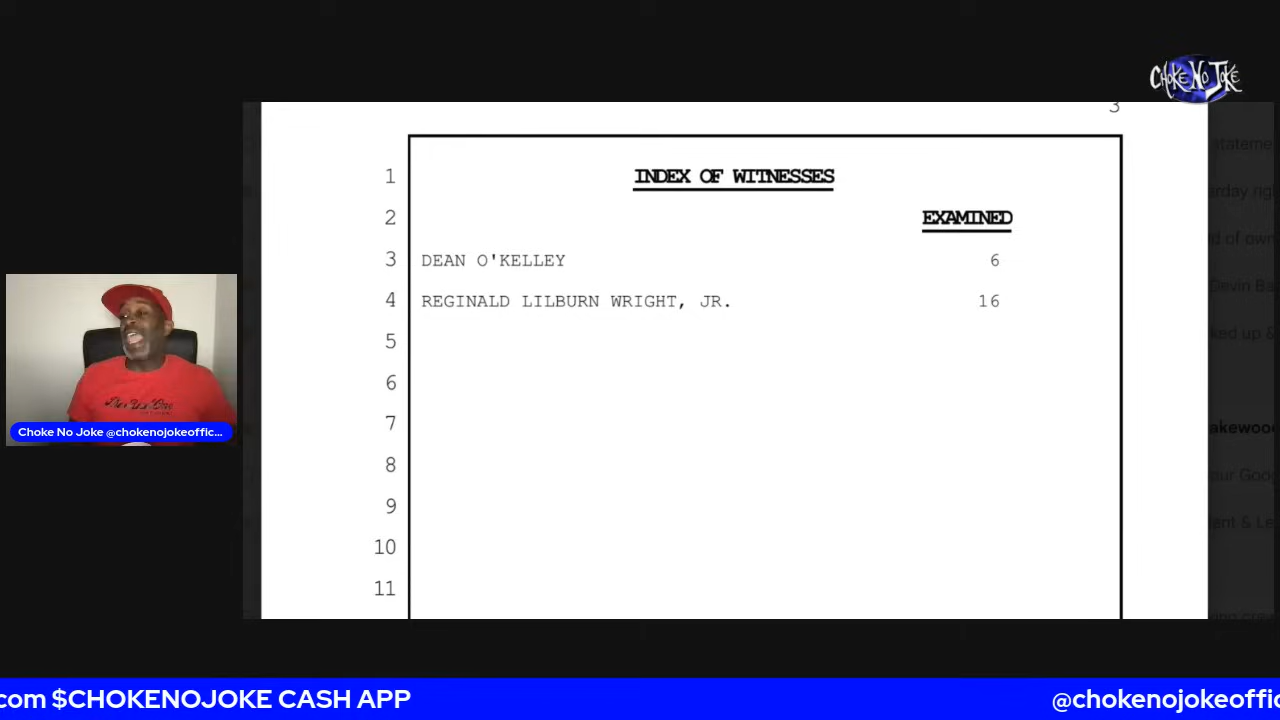 CHOKE NO JOKE
3
1 INDEX OF WITNESSES
2 EXAMINED
3 DEAN O'KELLEY 6
4 REGINALD LILBURN WRIGHT, JR. 16
5
6
7
8
9
10
11
Choke No Joke @chokenojokeoffic...
.com $CHOKENOJOKE CASH APP
@chokenojokeoffic